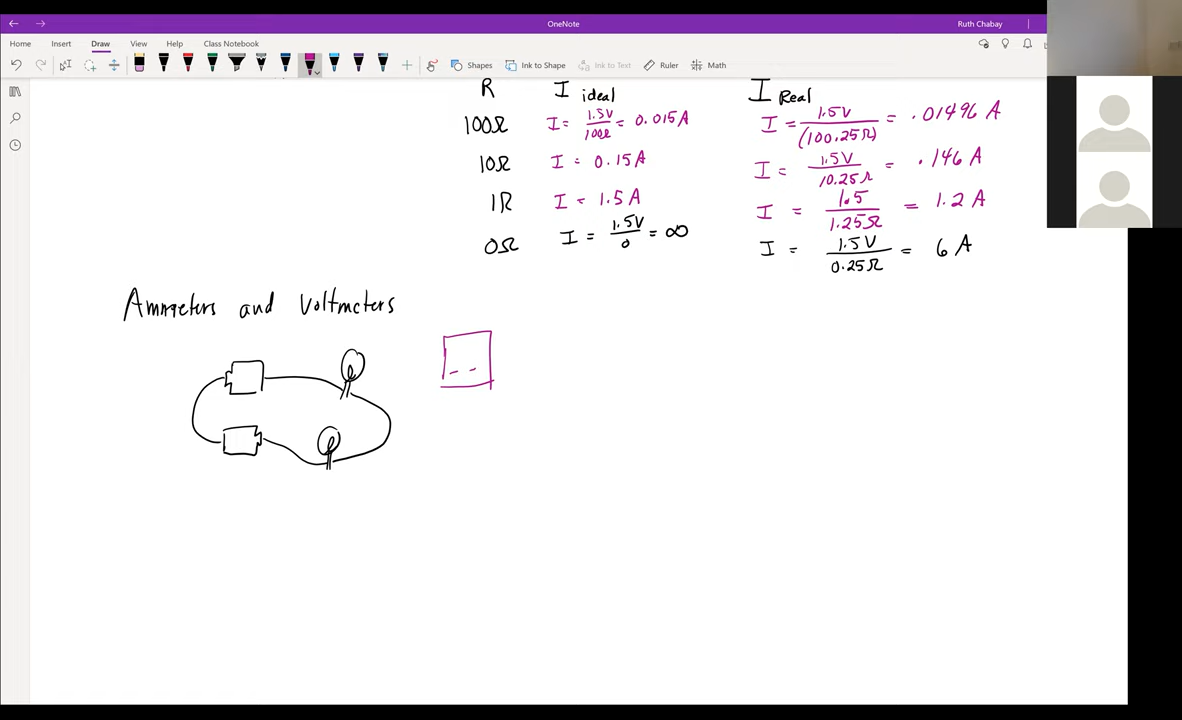 OneNote
Ruth Chabay
Home Insert Draw View Help Class Notebook
Shapes Ink to Shape Ink to Text Ruler Math
R I ideal I Real
100Ω I = 1.5V/100Ω = 0.015A I = 1.5V/(100.25Ω) = .01496 A
10Ω I = 0.15A I = 1.5V/10.25Ω = .146 A
1Ω I = 1.5 A I = 1.5/1.25Ω = 1.2 A
0Ω I = 1.5V/0 = ∞ I = 1.5V/0.25Ω = 6 A
Ammeters and Voltmeters